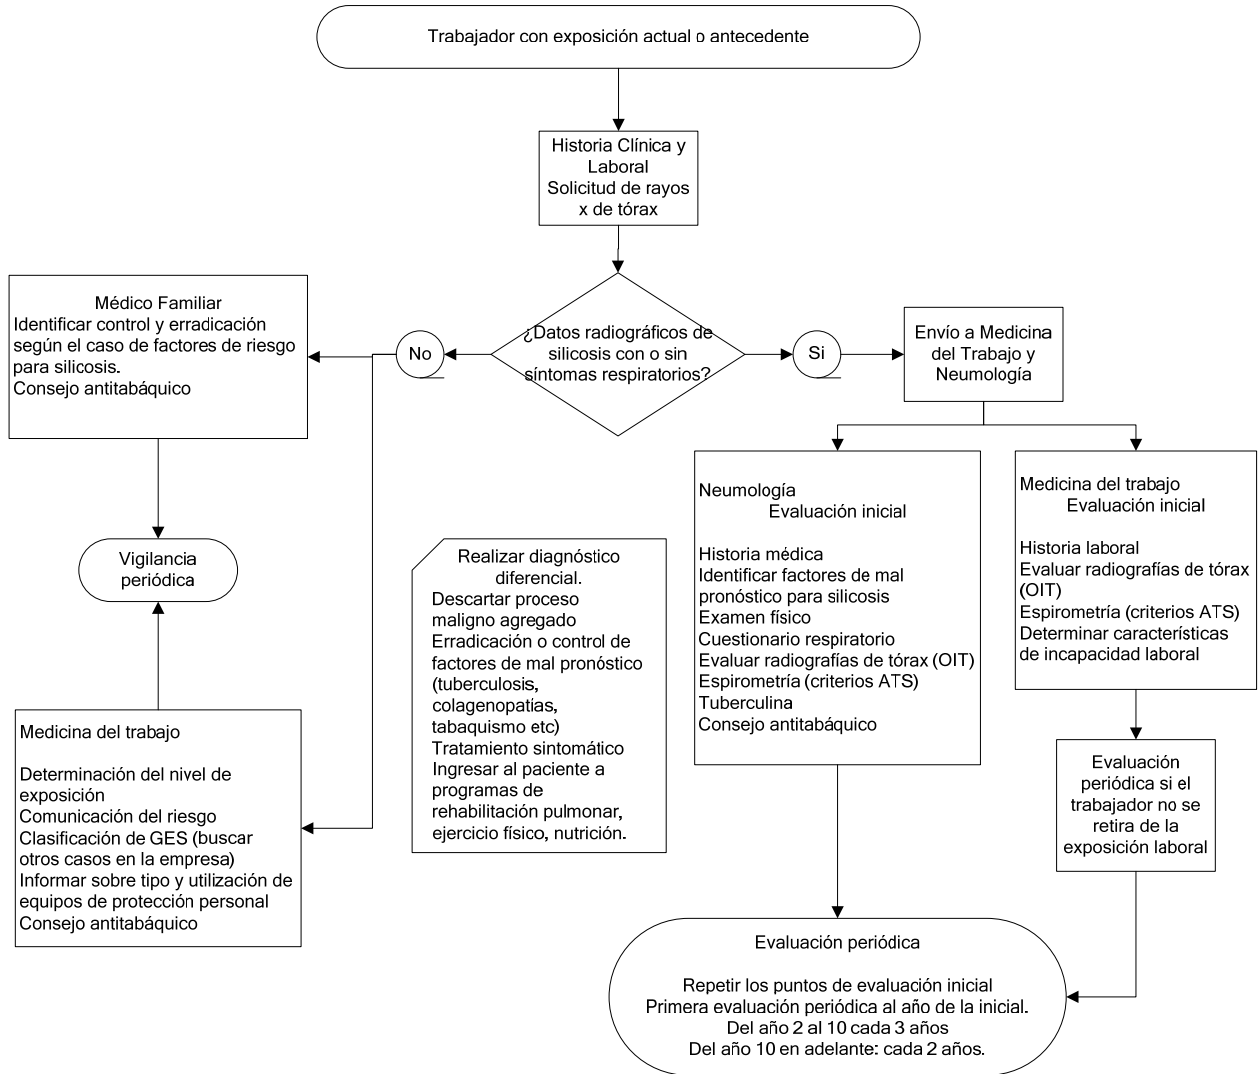 Trabajador con exposición actual o antecedente
Historia Clínica y
Laboral
Solicitud de rayos
x de tórax
¿Datos radiográficos de
silicosis con o sin
síntomas respiratorios?
No
Si
Médico Familiar
Identificar control y erradicación
según el caso de factores de riesgo
para silicosis.
Consejo antitabáquico
Envío a Medicina
del Trabajo y
Neumología
Vigilancia
periódica
Medicina del trabajo
Determinación del nivel de
exposición
Comunicación del riesgo
Clasificación de GES (buscar
otros casos en la empresa)
Informar sobre tipo y utilización de
equipos de protección personal
Consejo antitabáquico
Realizar diagnóstico
diferencial.
Descartar proceso
maligno agregado
Erradicación o control de
factores de mal pronóstico
(tuberculosis,
colagenopatías,
tabaquismo etc)
Tratamiento sintomático
Ingresar al paciente a
programas de
rehabilitación pulmonar,
ejercicio físico, nutrición.
Neumología
Evaluación inicial
Historia médica
Identificar factores de mal
pronóstico para silicosis
Examen físico
Cuestionario respiratorio
Evaluar radiografías de tórax (OIT)
Espirometría (criterios ATS)
Tuberculina
Consejo antitabáquico
Medicina del trabajo
Evaluación inicial
Historia laboral
Evaluar radiografías de tórax
(OIT)
Espirometría (criterios ATS)
Determinar características
de incapacidad laboral
Evaluación
periódica si el
trabajador no se
retira de la
exposición laboral
Evaluación periódica
Repetir los puntos de evaluación inicial
Primera evaluación periódica al año de la inicial.
Del año 2 al 10 cada 3 años
Del año 10 en adelante: cada 2 años.